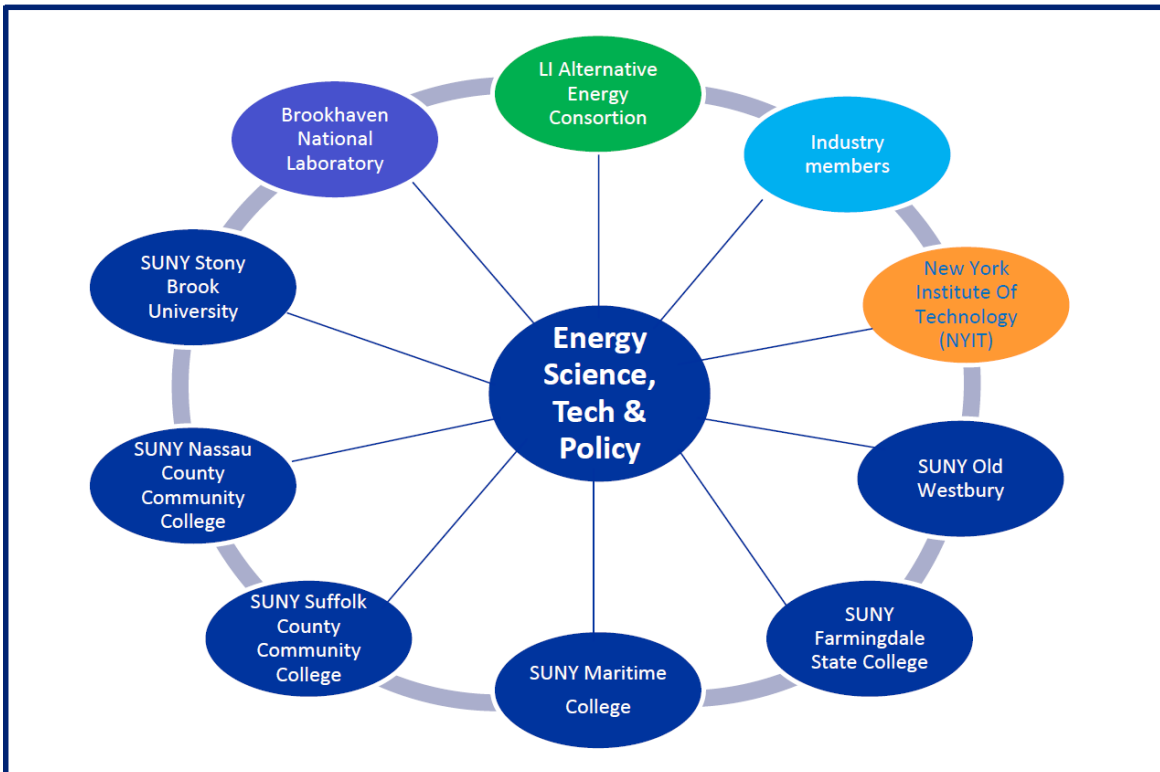 LI Alternative
Energy
Consortion
Brookhaven
National
Laboratory
Industry
members
SUNY Stony
Brook
University
New York
Institute Of
Technology
(NYIT)
Energy
Science,
Tech &
Policy
SUNY Nassau
County
Community
College
SUNY Old
Westbury
SUNY Suffolk
County
Community
College
SUNY Maritime
College
SUNY
Farmingdale
State College